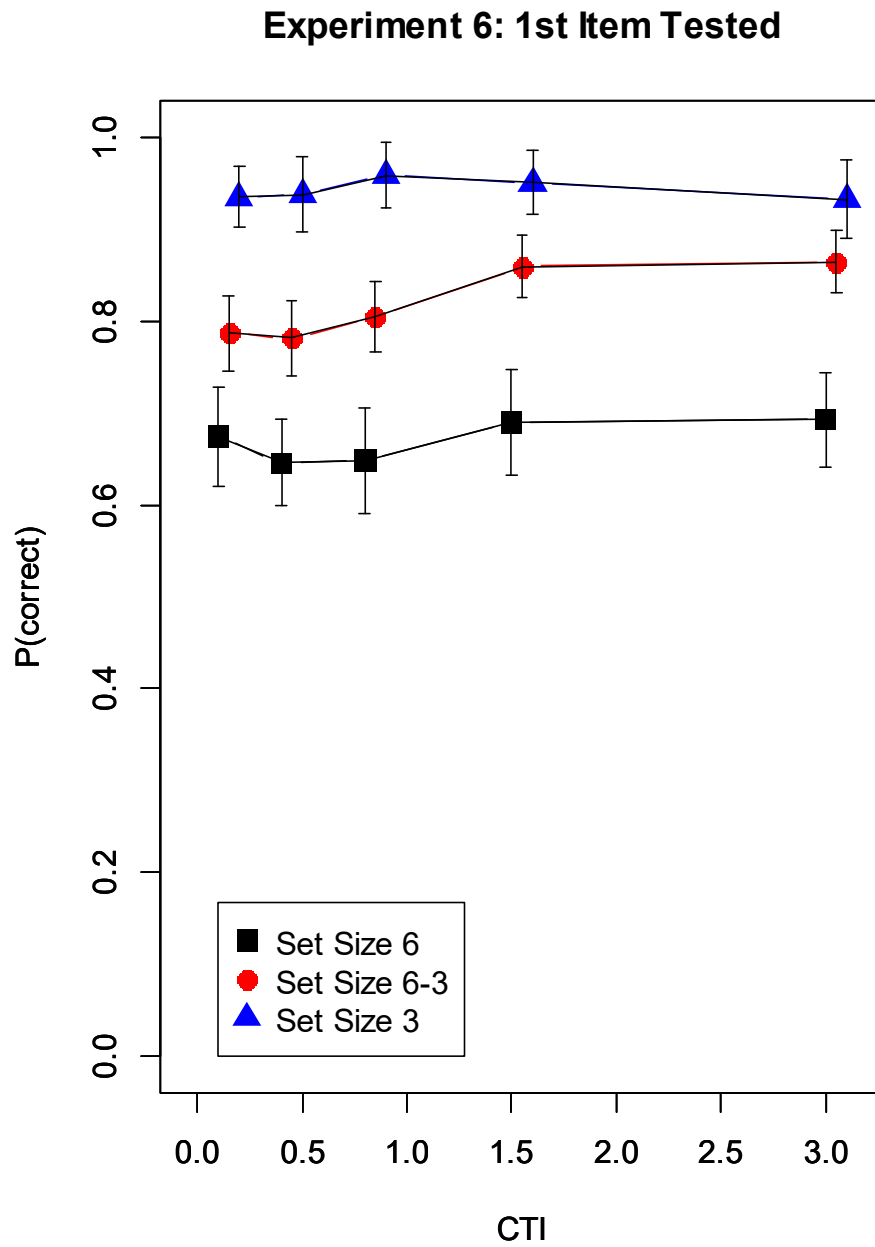 Experiment 6: 1st Item Tested
P(correct)
1.0
0.8
0.6
0.4
0.2
0.0
Set Size 6
Set Size 6-3
Set Size 3
0.0 0.5 1.0 1.5 2.0 2.5 3.0
CTI